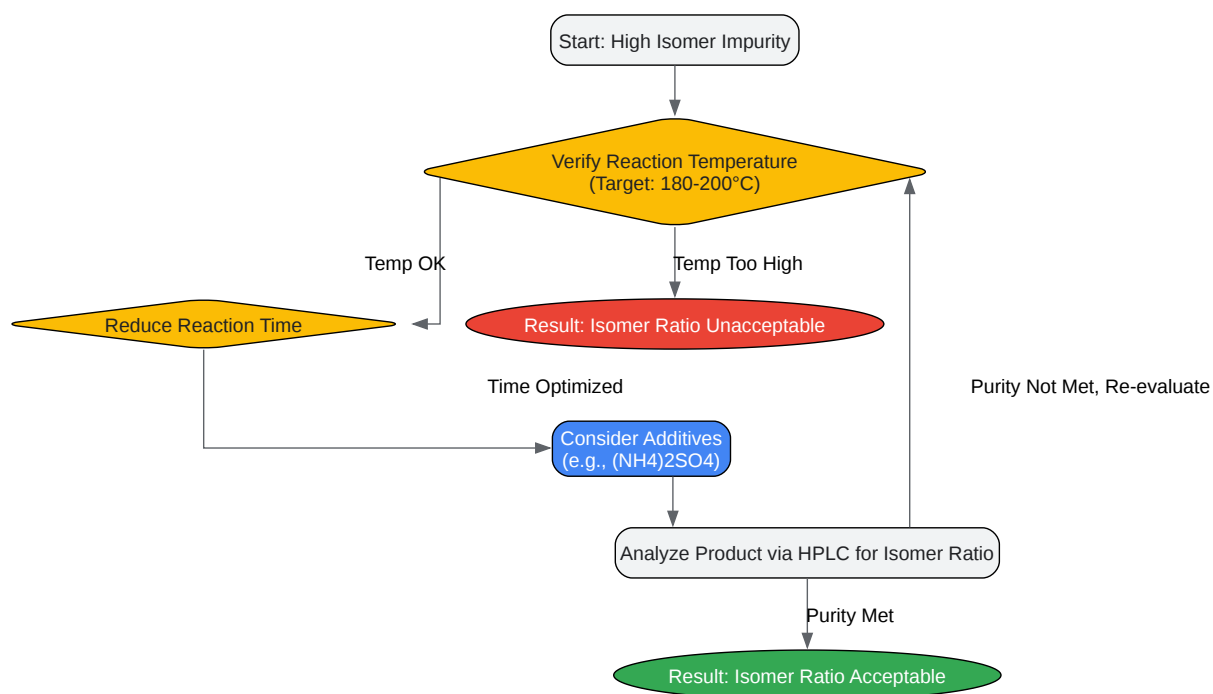 Start: High Isomer Impurity
Verify Reaction Temperature
(Target: 180-200°C)
Temp OK
Temp Too High
Reduce Reaction Time
Result: Isomer Ratio Unacceptable
Time Optimized
Purity Not Met, Re-evaluate
Consider Additives
(e.g., (NH4)2SO4)
Analyze Product via HPLC for Isomer Ratio
Purity Met
Result: Isomer Ratio Acceptable